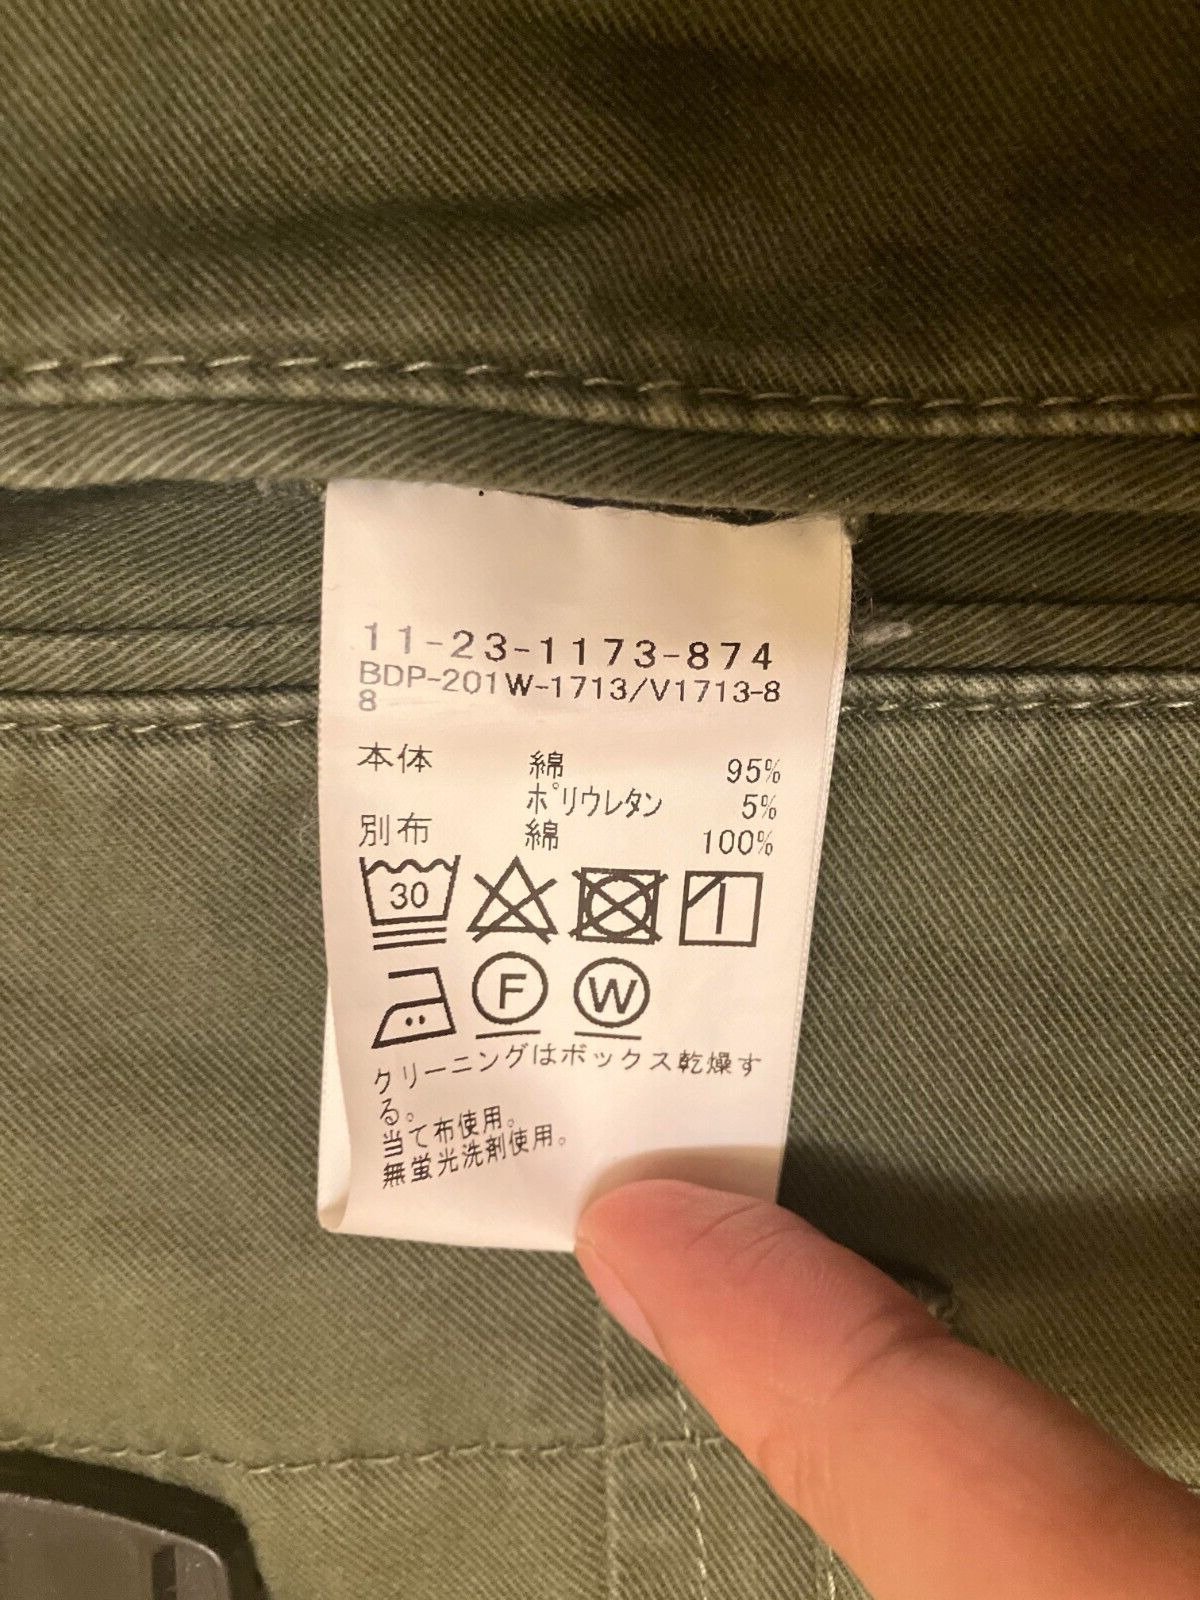 11-23-1173-874
BDP-201W-1713/V1713-8
8
本体 綿 95%
ポリウレタン 5%
別布 綿 100%
30
F W
クリーニングはボックス乾燥す
る。
当て布使用。
無蛍光洗剤使用。